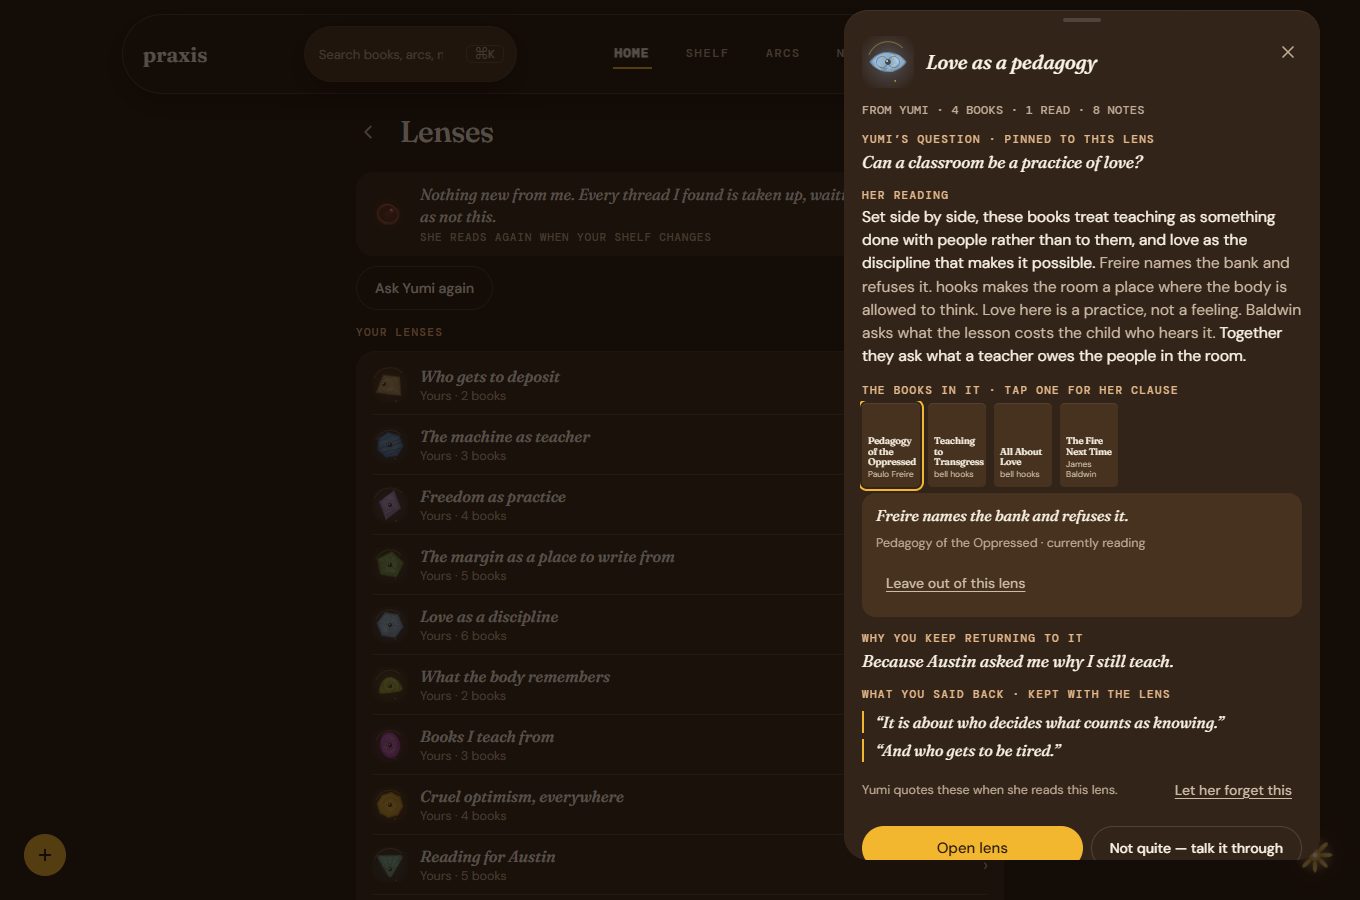 praxis
Search books, arcs, n
⌘K
HOME
SHELF
ARCS
N
Lenses
Nothing new from me. Every thread I found is taken up, waiti
as not this.
SHE READS AGAIN WHEN YOUR SHELF CHANGES
Ask Yumi again
YOUR LENSES
Who gets to deposit
Yours · 2 books
The machine as teacher
Yours · 3 books
Freedom as practice
Yours · 4 books
The margin as a place to write from
Yours · 5 books
Love as a discipline
Yours · 6 books
What the body remembers
Yours · 2 books
Books I teach from
Yours · 3 books
Cruel optimism, everywhere
Yours · 4 books
Reading for Austin
Yours · 5 books
Love as a pedagogy
FROM YUMI · 4 BOOKS · 1 READ · 8 NOTES
YUMI’S QUESTION · PINNED TO THIS LENS
Can a classroom be a practice of love?
HER READING
Set side by side, these books treat teaching as something
done with people rather than to them, and love as the
discipline that makes it possible. Freire names the bank and
refuses it. hooks makes the room a place where the body is
allowed to think. Love here is a practice, not a feeling. Baldwin
asks what the lesson costs the child who hears it. Together
they ask what a teacher owes the people in the room.
THE BOOKS IN IT · TAP ONE FOR HER CLAUSE
Pedagogy
of the
Oppressed
Paulo Freire
Teaching
to
Transgress
bell hooks
All About
Love
bell hooks
The Fire
Next Time
James
Baldwin
Freire names the bank and refuses it.
Pedagogy of the Oppressed · currently reading
Leave out of this lens
WHY YOU KEEP RETURNING TO IT
Because Austin asked me why I still teach.
WHAT YOU SAID BACK · KEPT WITH THE LENS
“It is about who decides what counts as knowing.”
“And who gets to be tired.”
Yumi quotes these when she reads this lens.
Let her forget this
Open lens
Not quite — talk it through